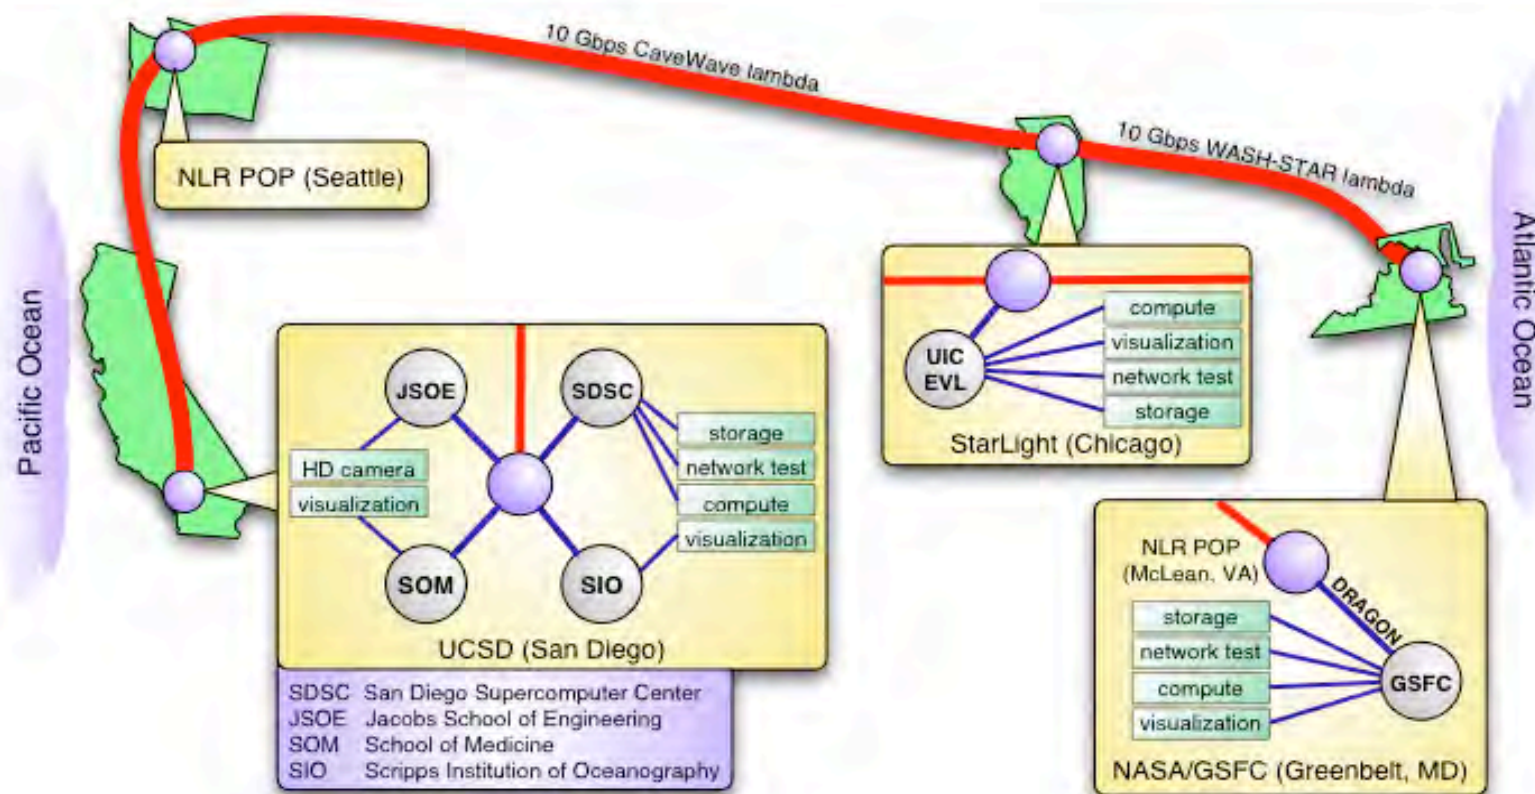 10 Gbps CaveWave lambda
10 Gbps WASH-STAR lambda
NLR POP (Seattle)
Pacific Ocean
Atlantic Ocean
compute
visualization
network test
storage
UIC
EVL
StarLight (Chicago)
JSOE
SDSC
HD camera
visualization
storage
network test
compute
visualization
SOM
SIO
UCSD (San Diego)
SDSC San Diego Supercomputer Center
JSOE Jacobs School of Engineering
SOM School of Medicine
SIO Scripps Institution of Oceanography
NLR POP
(McLean, VA)
DRAGON
storage
network test
compute
visualization
GSFC
NASA/GSFC (Greenbelt, MD)